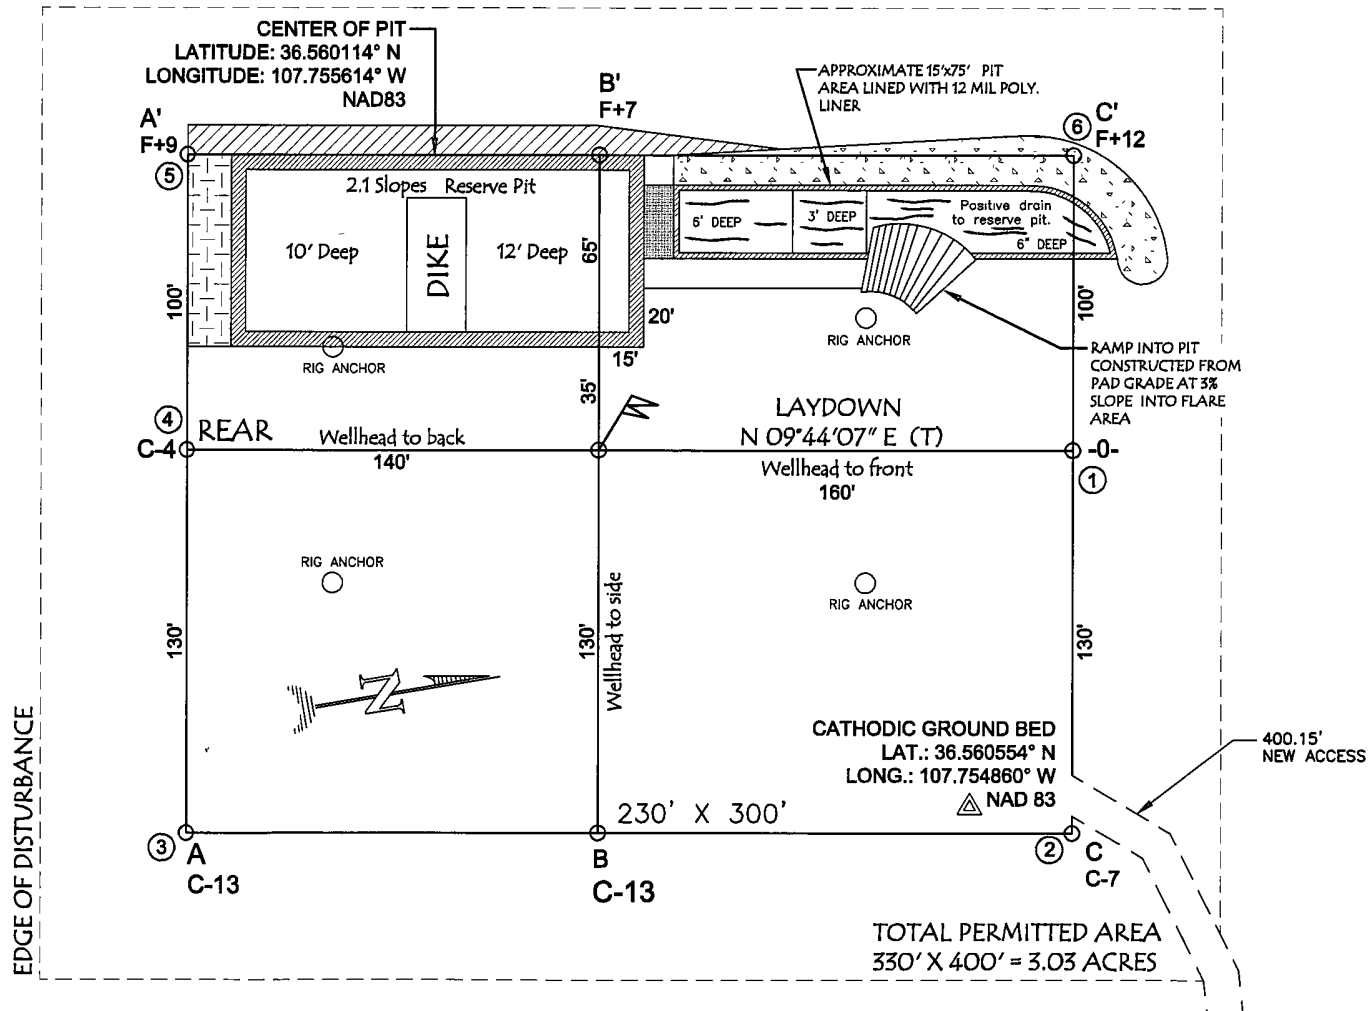 CENTER OF PIT
LATITUDE: 36.560114° N
LONGITUDE: 107.755614° W
NAD83
B'
F+7
APPROXIMATE 15'x75' PIT
AREA LINED WITH 12 MIL POLY.
LINER
A'
F+9
5
6
C'
F+12
2.1 Slopes Reserve Pit
10' Deep
DIKE
12' Deep
65'
6' DEEP
3' DEEP
Positive drain
to reserve pit.
6" DEEP
100'
20'
15'
35'
100'
RIG ANCHOR
RIG ANCHOR
RAMP INTO PIT
CONSTRUCTED FROM
PAD GRADE AT 3%
SLOPE INTO FLARE
AREA
4
C-4
REAR
Wellhead to back
140'
LAYDOWN
N 09°44'07" E (T)
Wellhead to front
160'
-0-
1
RIG ANCHOR
RIG ANCHOR
130'
130'
Wellhead to side
130'
N
CATHODIC GROUND BED
LAT.: 36.560554° N
LONG.: 107.754860° W
NAD 83
400.15'
NEW ACCESS
230' X 300'
3
A
C-13
B
C-13
2
C
C-7
EDGE OF DISTURBANCE
TOTAL PERMITTED AREA
330' X 400' = 3.03 ACRES